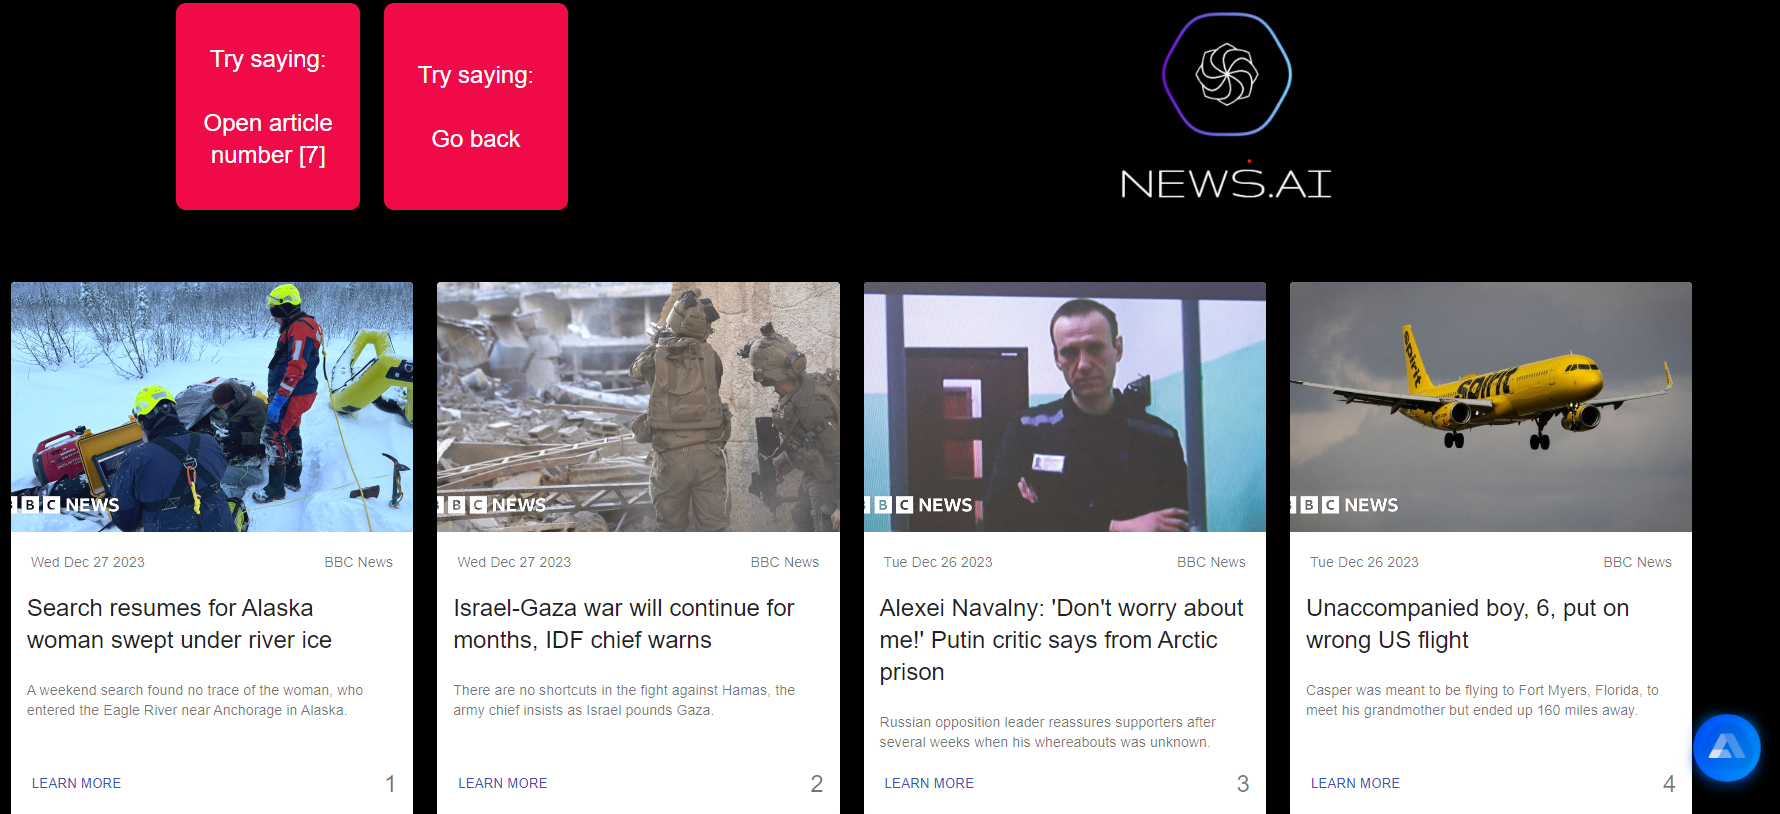 Try saying:
Open article
number [7]
Try saying:
Go back
NEWS.AI
BBC NEWS
Wed Dec 27 2023 BBC News
Search resumes for Alaska
woman swept under river ice
A weekend search found no trace of the woman, who
entered the Eagle River near Anchorage in Alaska.
LEARN MORE 1
BBC NEWS
Wed Dec 27 2023 BBC News
Israel-Gaza war will continue for
months, IDF chief warns
There are no shortcuts in the fight against Hamas, the
army chief insists as Israel pounds Gaza.
LEARN MORE 2
BBC NEWS
Tue Dec 26 2023 BBC News
Alexei Navalny: 'Don't worry about
me!' Putin critic says from Arctic
prison
Russian opposition leader reassures supporters after
several weeks when his whereabouts was unknown.
LEARN MORE 3
spirit
spirit
BBC NEWS
Tue Dec 26 2023 BBC News
Unaccompanied boy, 6, put on
wrong US flight
Casper was meant to be flying to Fort Myers, Florida, to
meet his grandmother but ended up 160 miles away.
LEARN MORE 4